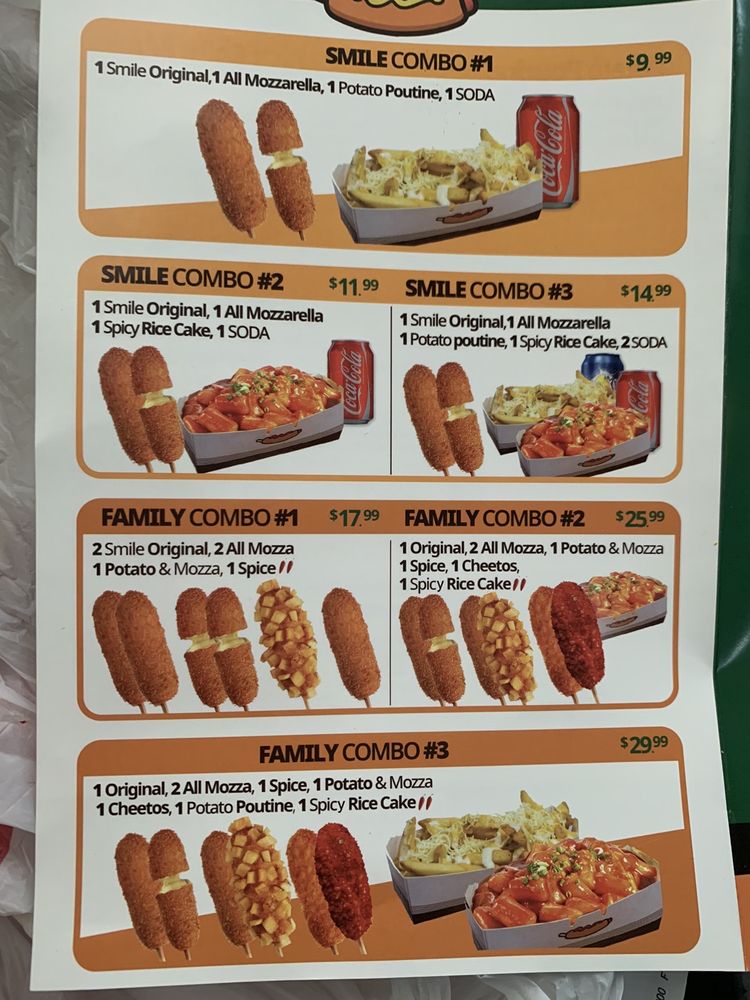 SMILE COMBO #1 $9.99
1 Smile Original,1 All Mozzarella, 1 Potato Poutine, 1 SODA
Coca-Cola
SMILE COMBO #2 $11.99
1 Smile Original, 1 All Mozzarella
1 Spicy Rice Cake, 1 SODA
Coca-Cola
SMILE COMBO #3 $14.99
1 Smile Original,1 All Mozzarella
1 Potato poutine, 1 Spicy Rice Cake, 2 SODA
FAMILY COMBO #1 $17.99
2 Smile Original, 2 All Mozza
1 Potato & Mozza, 1 Spice
FAMILY COMBO #2 $25.99
1 Original, 2 All Mozza, 1 Potato & Mozza
1 Spice, 1 Cheetos,
1 Spicy Rice Cake
FAMILY COMBO #3 $29.99
1 Original, 2 All Mozza, 1 Spice, 1 Potato & Mozza
1 Cheetos, 1 Potato Poutine, 1 Spicy Rice Cake